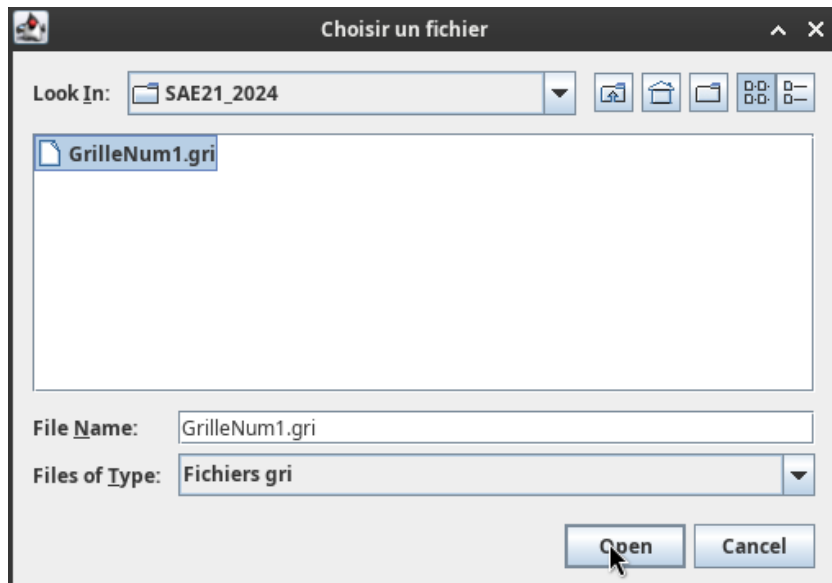 Choisir un fichier
Look In: SAE21_2024
GrilleNum1.gri
File Name: GrilleNum1.gri
Files of Type: Fichiers gri
Open Cancel